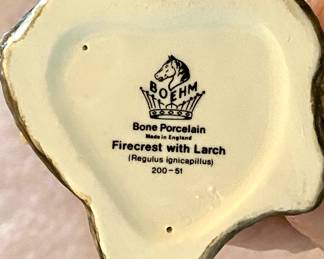 BOEHM
Bone Porcelain
Made in England
Firecrest with Larch
(Regulus ignicapillus)
200-51